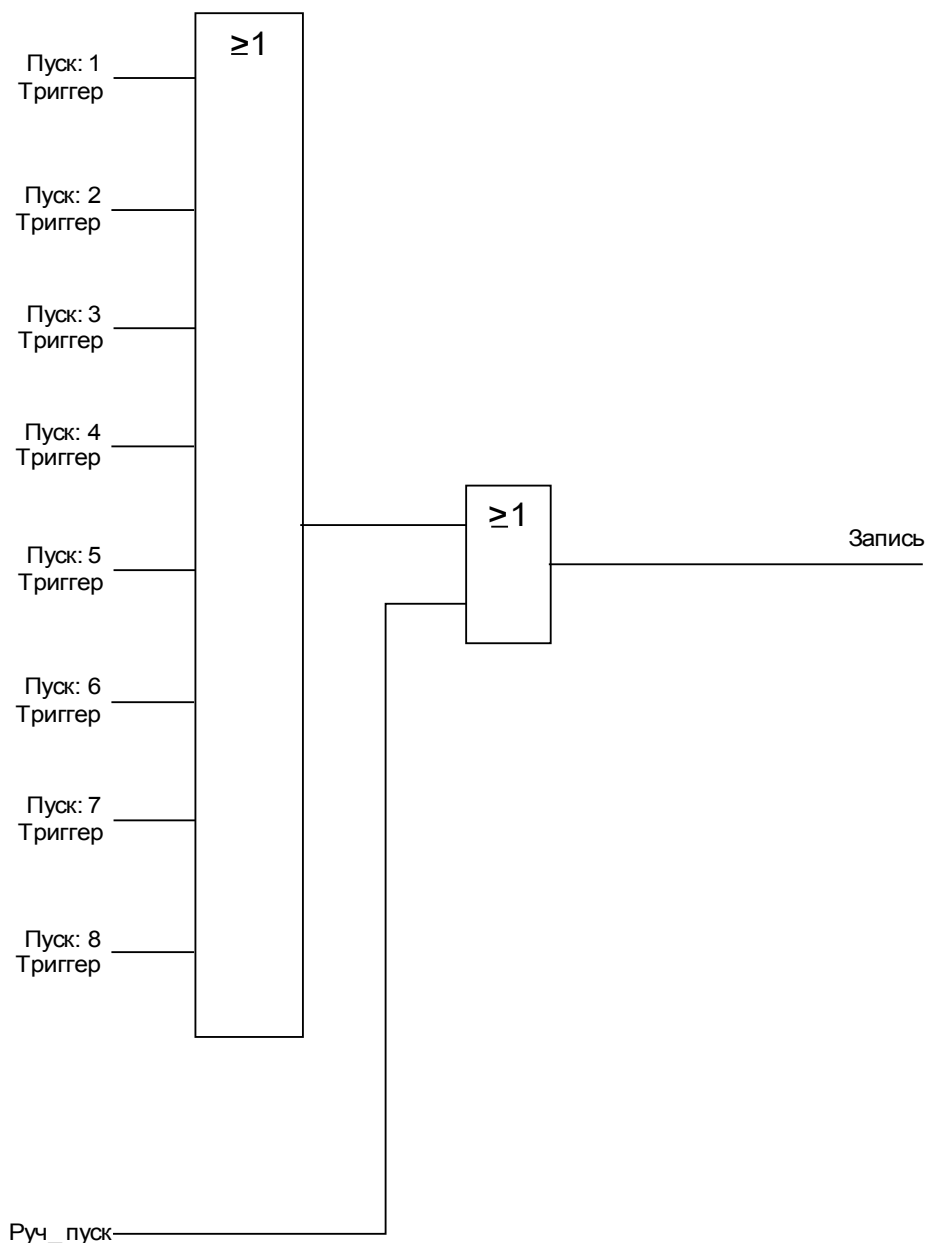 ≥1
Пуск: 1
Триггер
Пуск: 2
Триггер
Пуск: 3
Триггер
Пуск: 4
Триггер
≥1
Запись
Пуск: 5
Триггер
Пуск: 6
Триггер
Пуск: 7
Триггер
Пуск: 8
Триггер
Руч_пуск